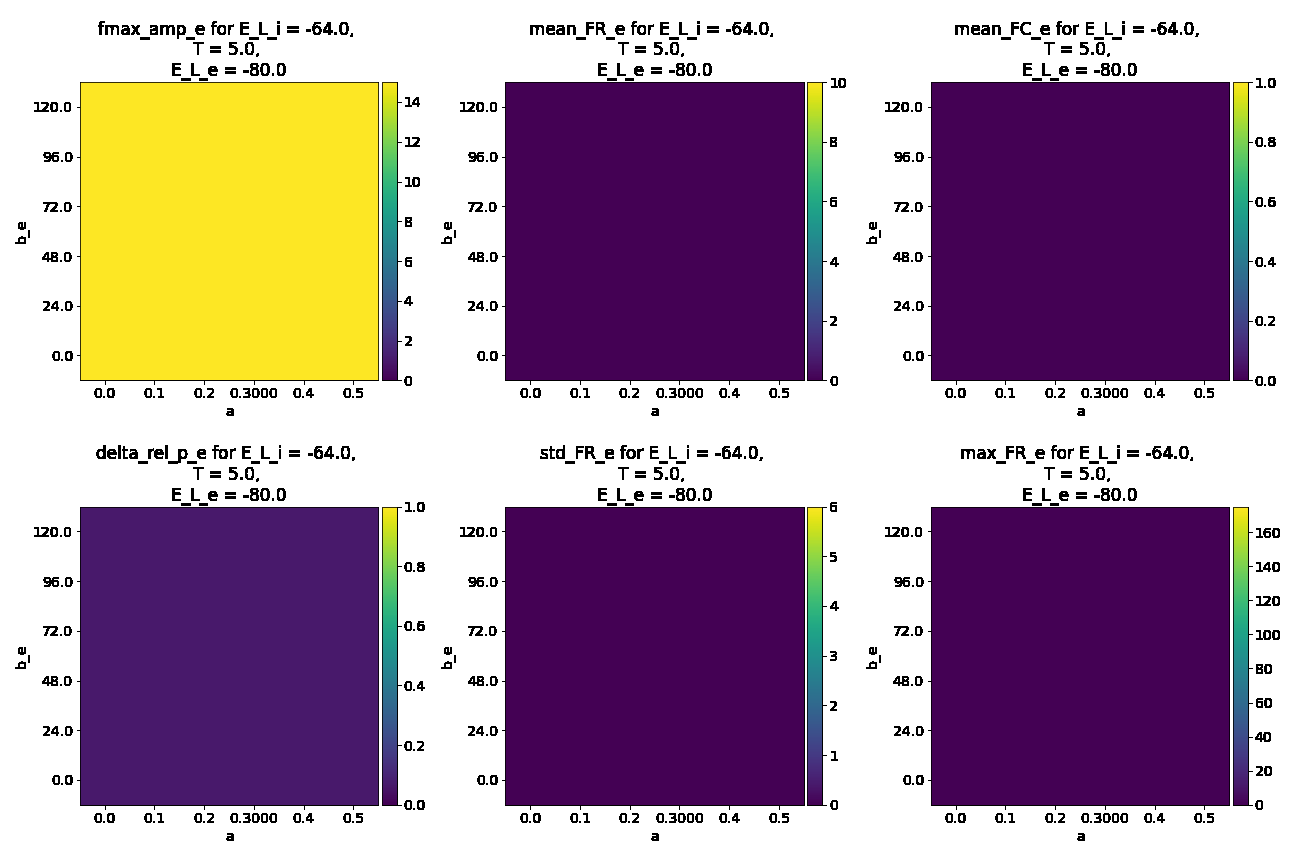 fmax_amp_e for E_L_i = -64.0,
T = 5.0,
E_L_e = -80.0
120.0
96.0
72.0
48.0
24.0
0.0
b_e
0.0 0.1 0.2 0.3000 0.4 0.5
a
14
12
10
8
6
4
2
0
mean_FR_e for E_L_i = -64.0,
T = 5.0,
E_L_e = -80.0
120.0
96.0
72.0
48.0
24.0
0.0
b_e
0.0 0.1 0.2 0.3000 0.4 0.5
a
10
8
6
4
2
0
mean_FC_e for E_L_i = -64.0,
T = 5.0,
E_L_e = -80.0
120.0
96.0
72.0
48.0
24.0
0.0
b_e
0.0 0.1 0.2 0.3000 0.4 0.5
a
1.0
0.8
0.6
0.4
0.2
0.0
delta_rel_p_e for E_L_i = -64.0,
T = 5.0,
E_L_e = -80.0
120.0
96.0
72.0
48.0
24.0
0.0
b_e
0.0 0.1 0.2 0.3000 0.4 0.5
a
1.0
0.8
0.6
0.4
0.2
0.0
std_FR_e for E_L_i = -64.0,
T = 5.0,
E_L_e = -80.0
120.0
96.0
72.0
48.0
24.0
0.0
b_e
0.0 0.1 0.2 0.3000 0.4 0.5
a
6
5
4
3
2
1
0
max_FR_e for E_L_i = -64.0,
T = 5.0,
E_L_e = -80.0
120.0
96.0
72.0
48.0
24.0
0.0
b_e
0.0 0.1 0.2 0.3000 0.4 0.5
a
160
140
120
100
80
60
40
20
0